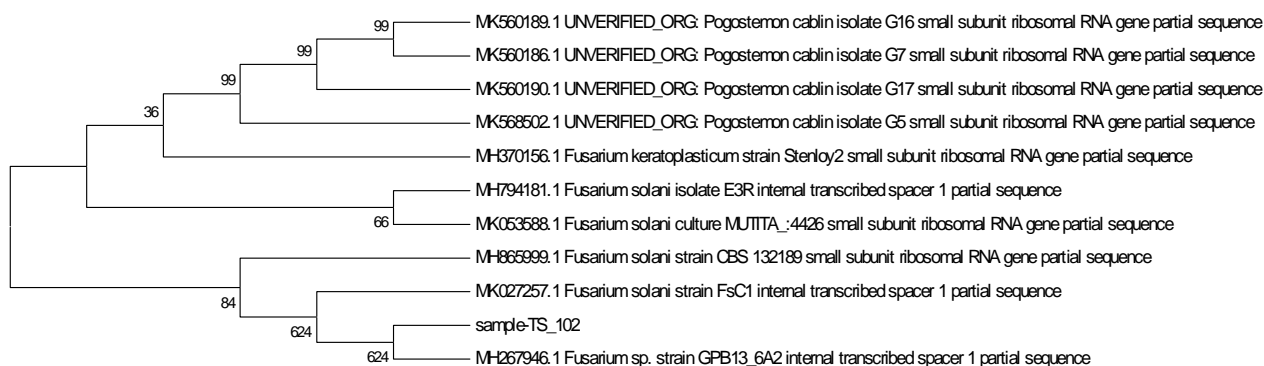 MK560189.1 UNVERIFIED_ORG: Pogostemon cablin isolate G16 small subunit ribosomal RNA gene partial sequence
99
MK560186.1 UNVERIFIED_ORG: Pogostemon cablin isolate G7 small subunit ribosomal RNA gene partial sequence
99
MK560190.1 UNVERIFIED_ORG: Pogostemon cablin isolate G17 small subunit ribosomal RNA gene partial sequence
99
MK568502.1 UNVERIFIED_ORG: Pogostemon cablin isolate G5 small subunit ribosomal RNA gene partial sequence
36
MH370156.1 Fusarium keratoplasticum strain Stenloy2 small subunit ribosomal RNA gene partial sequence
MH794181.1 Fusarium solani isolate E3R internal transcribed spacer 1 partial sequence
66
MK053588.1 Fusarium solani culture MUTITA_:4426 small subunit ribosomal RNA gene partial sequence
MH865999.1 Fusarium solani strain CBS 132189 small subunit ribosomal RNA gene partial sequence
84
MK027257.1 Fusarium solani strain FsC1 internal transcribed spacer 1 partial sequence
624
sample-TS_102
624
MH267946.1 Fusarium sp. strain GPB13_6A2 internal transcribed spacer 1 partial sequence